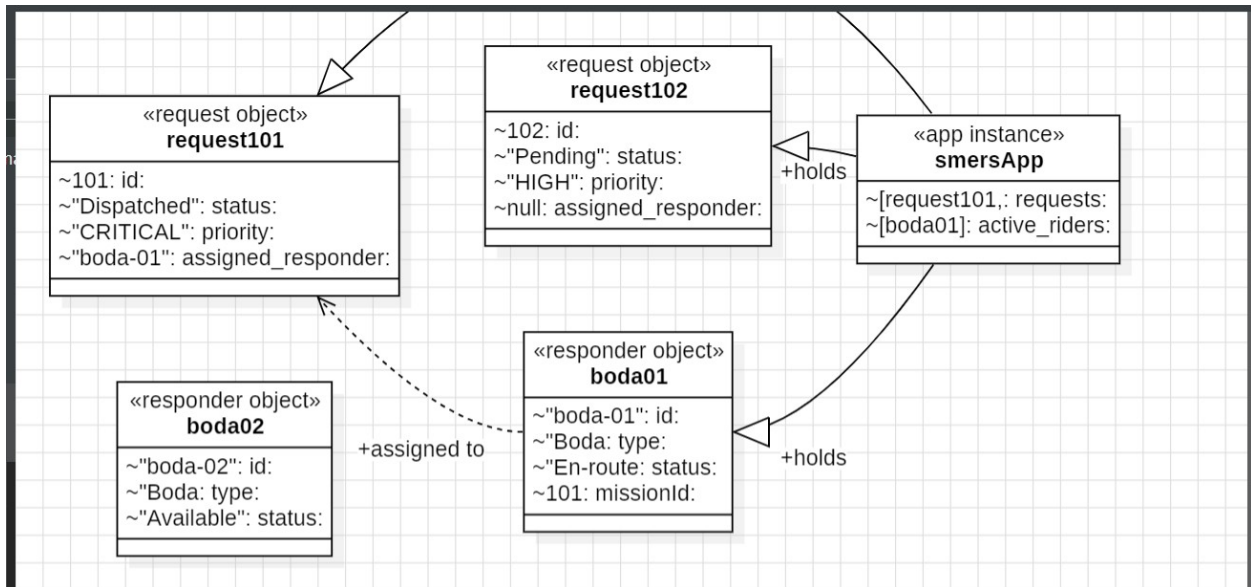 «request object»
request101
~101: id:
~"Dispatched": status:
~"CRITICAL": priority:
~"boda-01": assigned_responder:
«request object»
request102
~102: id:
~"Pending": status:
~"HIGH": priority:
~null: assigned_responder:
+holds
«app instance»
smersApp
~[request101,: requests:
~[boda01]: active_riders:
«responder object»
boda02
~"boda-02": id:
~"Boda: type:
~"Available": status:
+assigned to
«responder object»
boda01
~"boda-01": id:
~"Boda: type:
~"En-route: status:
~101: missionId:
+holds